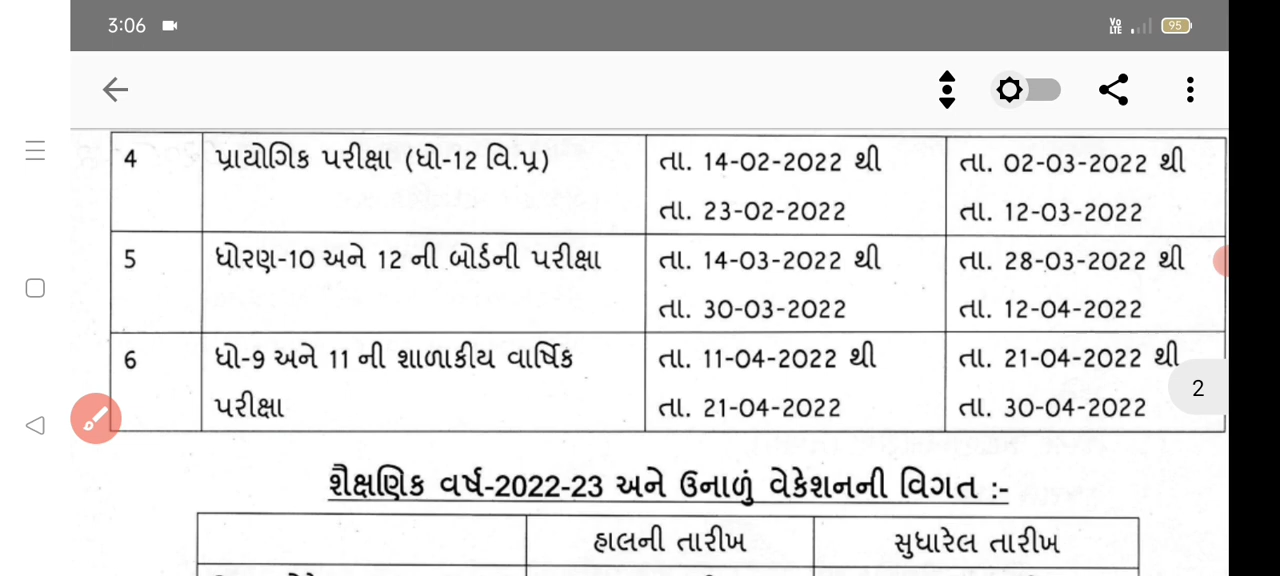 3:06 Vo LTE 95
4 પ્રાયોગિક પરીક્ષા (ધો-12 વિ.પ્ર) તા. 14-02-2022 થી તા. 02-03-2022 થી
તા. 23-02-2022 તા. 12-03-2022
5 ધોરણ-10 અને 12 ની બોર્ડની પરીક્ષા તા. 14-03-2022 થી તા. 28-03-2022 થી
તા. 30-03-2022 તા. 12-04-2022
6 ધો-9 અને 11 ની શાળાકીય વાર્ષિક તા. 11-04-2022 થી તા. 21-04-2022 થી
પરીક્ષા તા. 21-04-2022 તા. 30-04-2022
2
શૈક્ષણિક વર્ષ-2022-23 અને ઉનાળું વેકેશનની વિગત :-
હાલની તારીખ સુધારેલ તારીખ